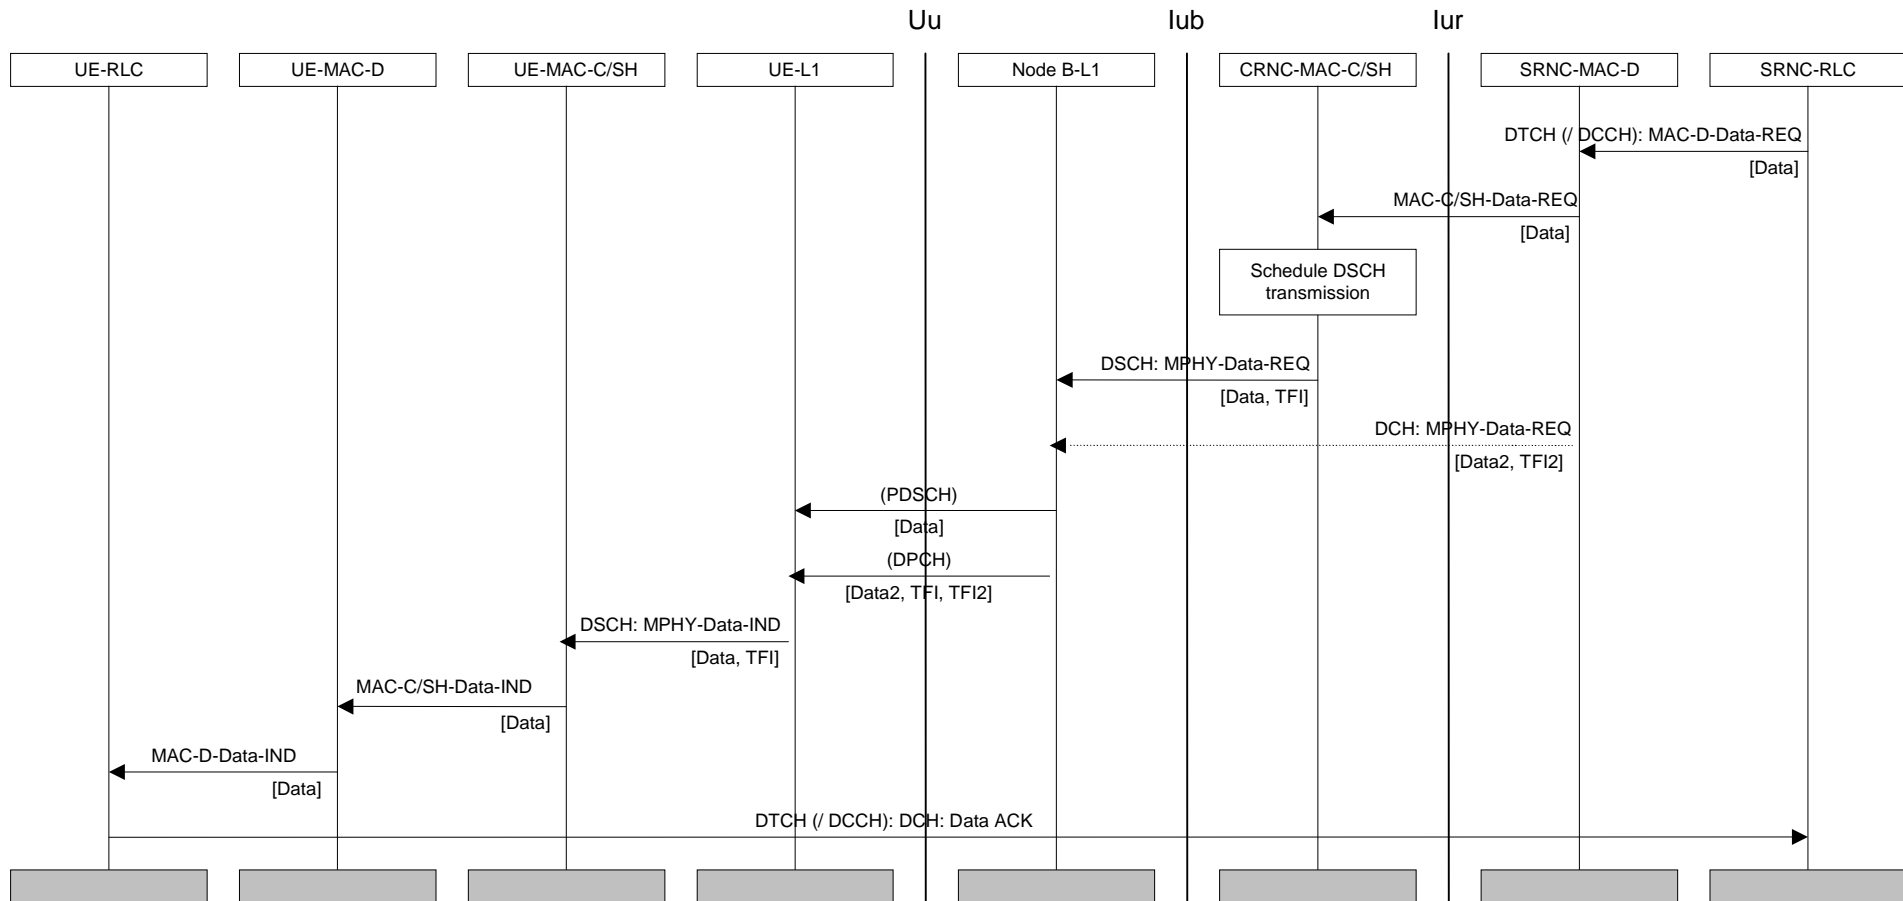 Uu Iub Iur
UE-RLC UE-MAC-D UE-MAC-C/SH UE-L1 Node B-L1 CRNC-MAC-C/SH SRNC-MAC-D SRNC-RLC
DTCH (/ DCCH): MAC-D-Data-REQ
[Data]
MAC-C/SH-Data-REQ
[Data]
Schedule DSCH
transmission
DSCH: MPHY-Data-REQ
[Data, TFI]
DCH: MPHY-Data-REQ
[Data2, TFI2]
(PDSCH)
[Data]
(DPCH)
[Data2, TFI, TFI2]
DSCH: MPHY-Data-IND
[Data, TFI]
MAC-C/SH-Data-IND
[Data]
MAC-D-Data-IND
[Data]
DTCH (/ DCCH): DCH: Data ACK